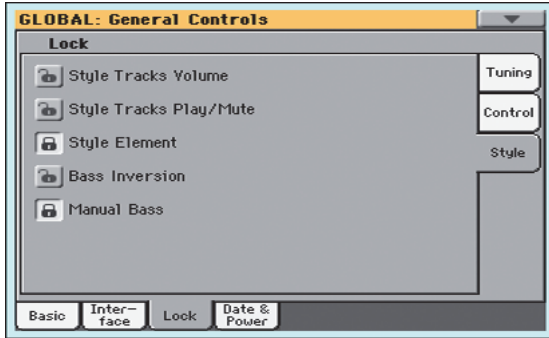 GLOBAL: General Controls
Lock
Style Tracks Volume
Style Tracks Play/Mute
Style Element
Bass Inversion
Manual Bass
Tuning
Control
Style
Basic
Inter-
face
Lock
Date &
Power